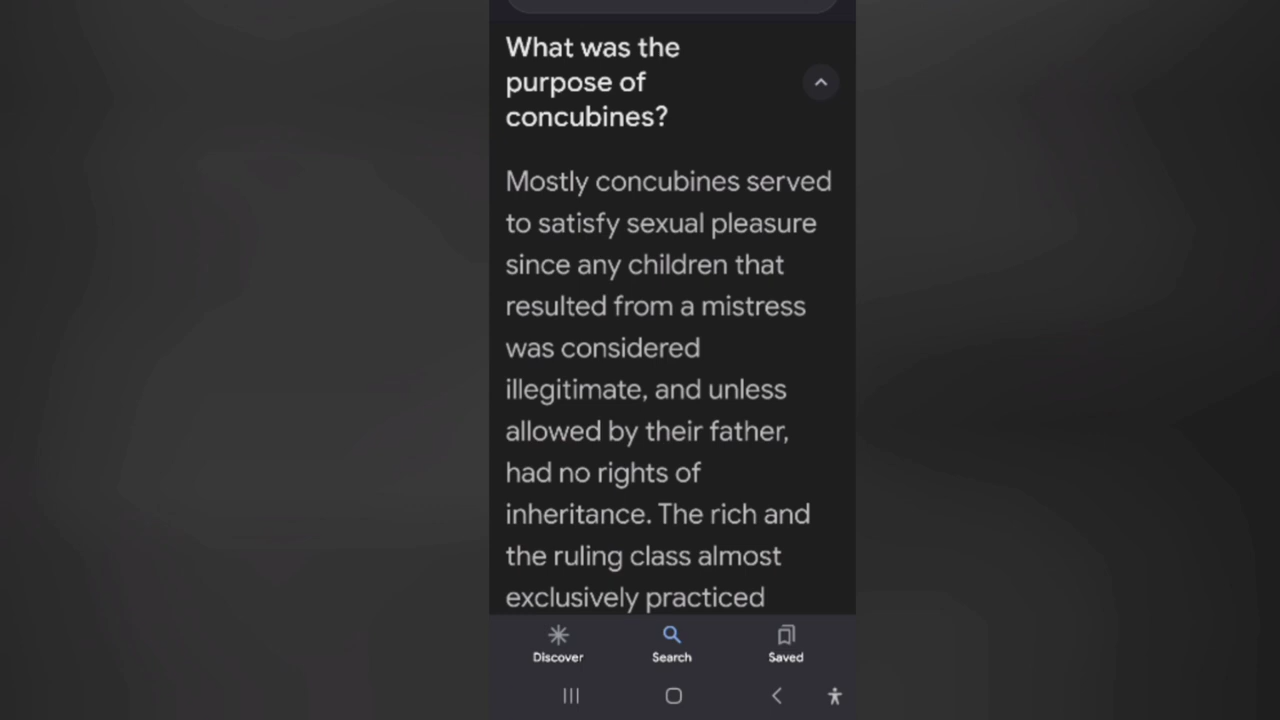 What was the
purpose of
concubines?
Mostly concubines served
to satisfy sexual pleasure
since any children that
resulted from a mistress
was considered
illegitimate, and unless
allowed by their father,
had no rights of
inheritance. The rich and
the ruling class almost
exclusively practiced
Discover Search Saved